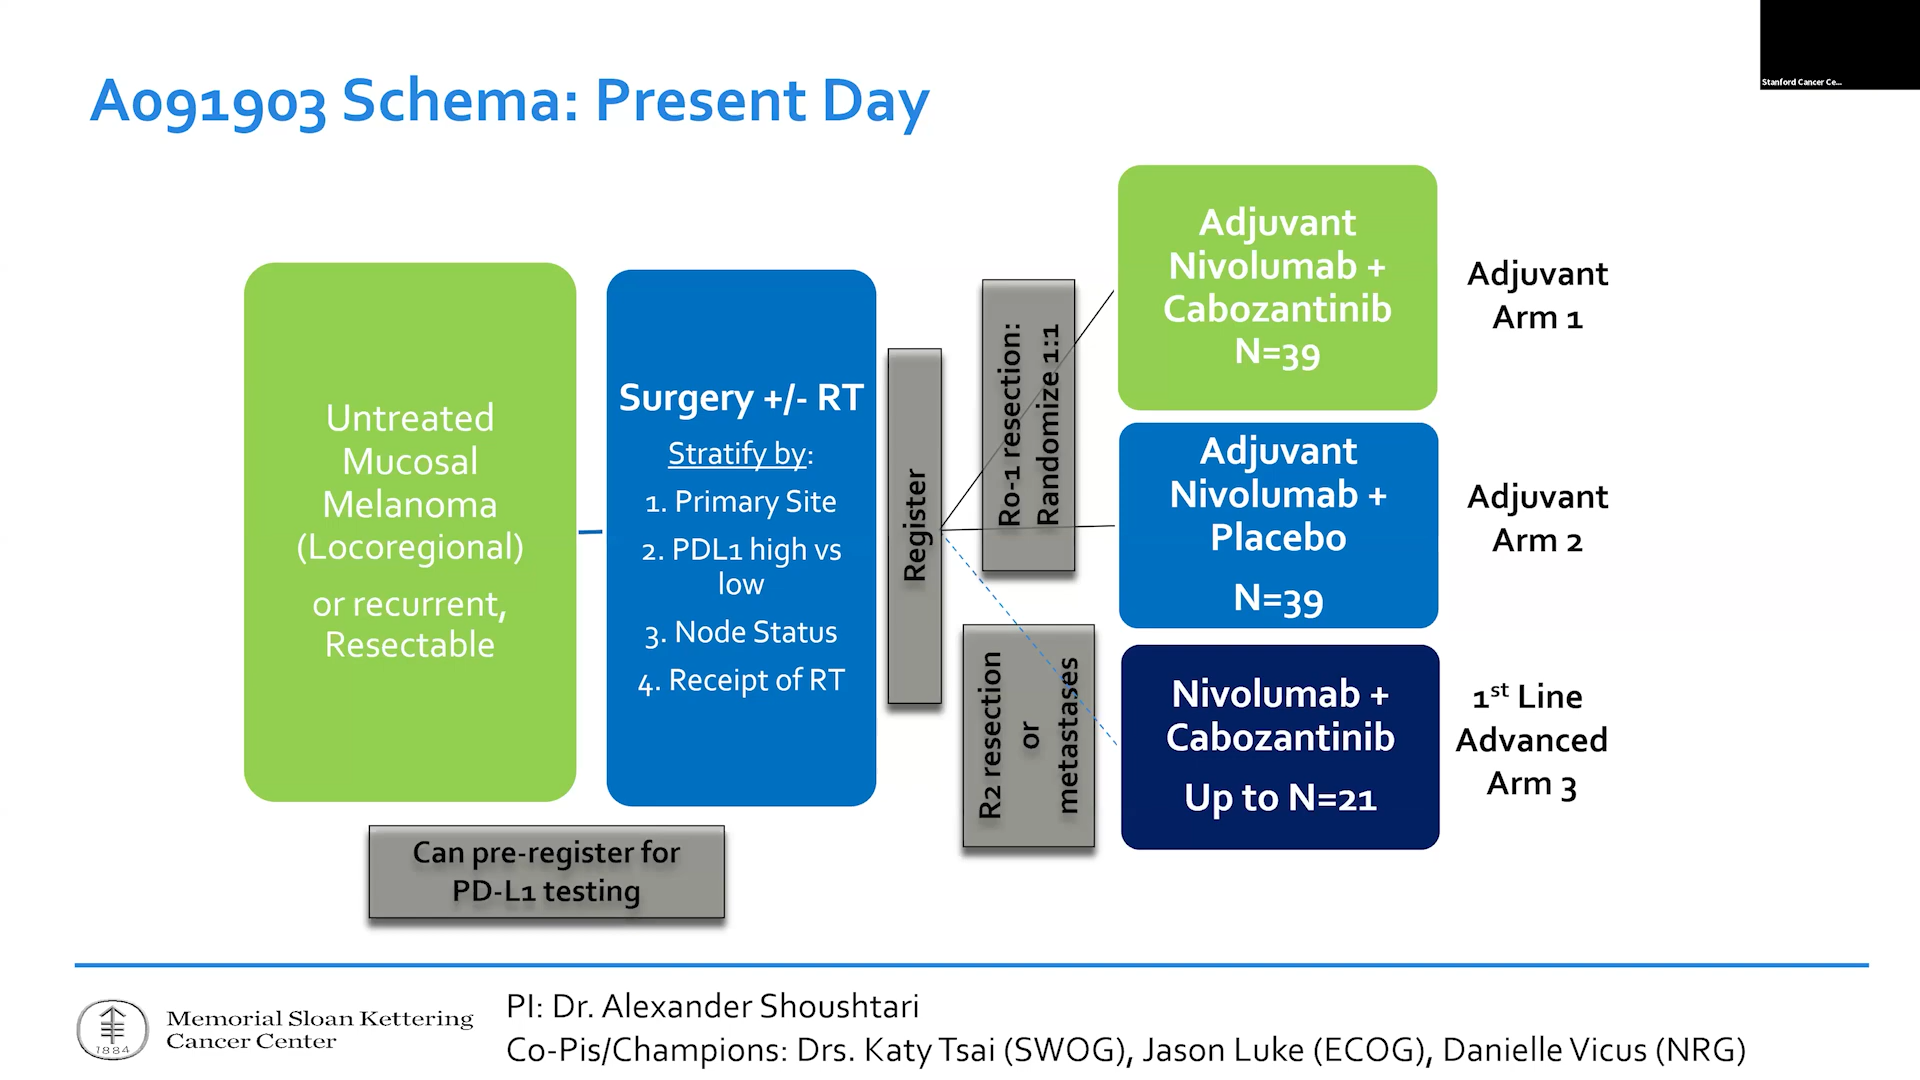 Stanford Cancer Ce...
A091903 Schema: Present Day
Untreated
Mucosal
Melanoma
(Locoregional)
or recurrent,
Resectable
Can pre-register for
PD-L1 testing
Surgery +/- RT
Stratify by:
1. Primary Site
2. PDL1 high vs
low
3. Node Status
4. Receipt of RT
Register
R0-1 resection:
Randomize 1:1
R2 resection
or
metastases
Adjuvant
Nivolumab +
Cabozantinib
N=39
Adjuvant
Arm 1
Adjuvant
Nivolumab +
Placebo
N=39
Adjuvant
Arm 2
Nivolumab +
Cabozantinib
Up to N=21
1st Line
Advanced
Arm 3
1884
Memorial Sloan Kettering
Cancer Center
PI: Dr. Alexander Shoushtari
Co-Pis/Champions: Drs. Katy Tsai (SWOG), Jason Luke (ECOG), Danielle Vicus (NRG)